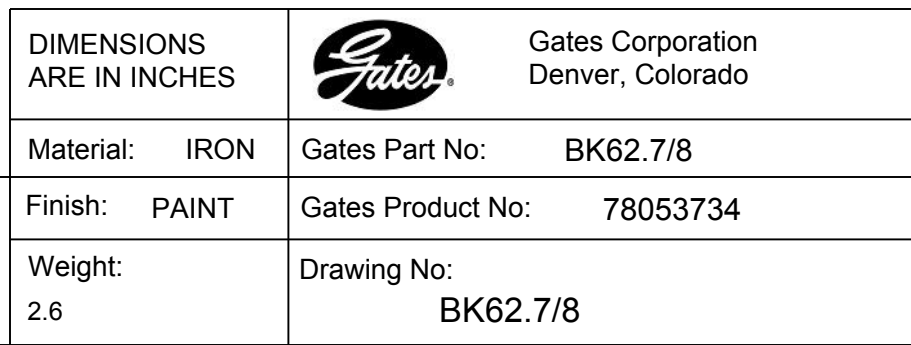 DIMENSIONS
ARE IN INCHES
Gates®
Gates Corporation
Denver, Colorado
Material: IRON
Gates Part No: BK62.7/8
Finish: PAINT
Gates Product No: 78053734
Weight:
2.6
Drawing No:
BK62.7/8